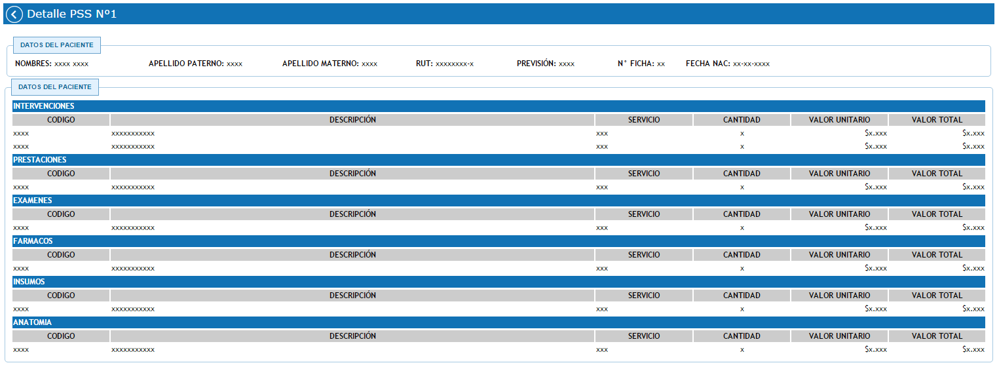 Detalle PSS Nº1
DATOS DEL PACIENTE
NOMBRES: xxxx xxxx APELLIDO PATERNO: xxxx APELLIDO MATERNO: xxxx RUT: xxxxxxxx-x PREVISIÓN: xxxx N° FICHA: xx FECHA NAC: xx-xx-xxxx
DATOS DEL PACIENTE
INTERVENCIONES
CODIGO DESCRIPCIÓN SERVICIO CANTIDAD VALOR UNITARIO VALOR TOTAL
xxxx xxxxxxxxxxx xxx x $x.xxx $x.xxx
xxxx xxxxxxxxxxx xxx x $x.xxx $x.xxx
PRESTACIONES
CODIGO DESCRIPCIÓN SERVICIO CANTIDAD VALOR UNITARIO VALOR TOTAL
xxxx xxxxxxxxxxx xxx x $x.xxx $x.xxx
EXAMENES
CODIGO DESCRIPCIÓN SERVICIO CANTIDAD VALOR UNITARIO VALOR TOTAL
xxxx xxxxxxxxxxx xxx x $x.xxx $x.xxx
FARMACOS
CODIGO DESCRIPCIÓN SERVICIO CANTIDAD VALOR UNITARIO VALOR TOTAL
xxxx xxxxxxxxxxx xxx x $x.xxx $x.xxx
INSUMOS
CODIGO DESCRIPCIÓN SERVICIO CANTIDAD VALOR UNITARIO VALOR TOTAL
xxxx xxxxxxxxxxx xxx x $x.xxx $x.xxx
ANATOMIA
CODIGO DESCRIPCIÓN SERVICIO CANTIDAD VALOR UNITARIO VALOR TOTAL
xxxx xxxxxxxxxxx xxx x $x.xxx $x.xxx